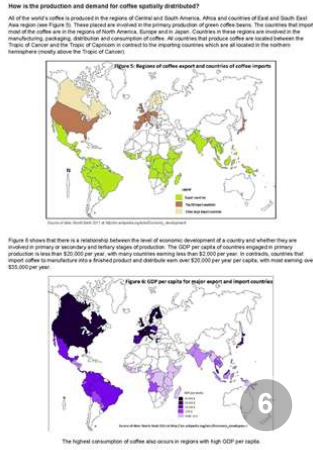 How is the production and demand for coffee spatially distributed?
All of the world's coffee is produced in the regions of Central and South America, Africa and countries of East and South East
Asia region (see Figure 5). These placed are involved in the primary production of green coffee beans. The countries that import
most of the coffee are in the regions of North America, Europe and in Japan. Countries in these regions are involved in the
manufacturing, packaging, distribution and consumption of coffee. All countries that produce coffee are located between the
Tropic of Cancer and the Tropic of Capricorn in contrast to the importing countries which are all located in the northern
hemisphere (mostly above the Tropic of Cancer).
Figure 5: Regions of coffee export and countries of coffee imports
N
Export countries
Figure 6 shows that there is a relationship between the level of economic development of a country and whether they are
involved in primary or secondary and tertiary stages of production. The GDP per capita of countries engaged in primary
production is less than $20,000 per year, with many countries earning less than $2,000 per year. In contrasts, countries that
import coffee to manufacture into a finished product and distribute earn over $20,000 per year per capita, with most earning over
$35,000 per year.
Figure 6: GDP per capita for major export and import countries
N
6
The highest consumption of coffee also occurs in regions with high GDP per capita.